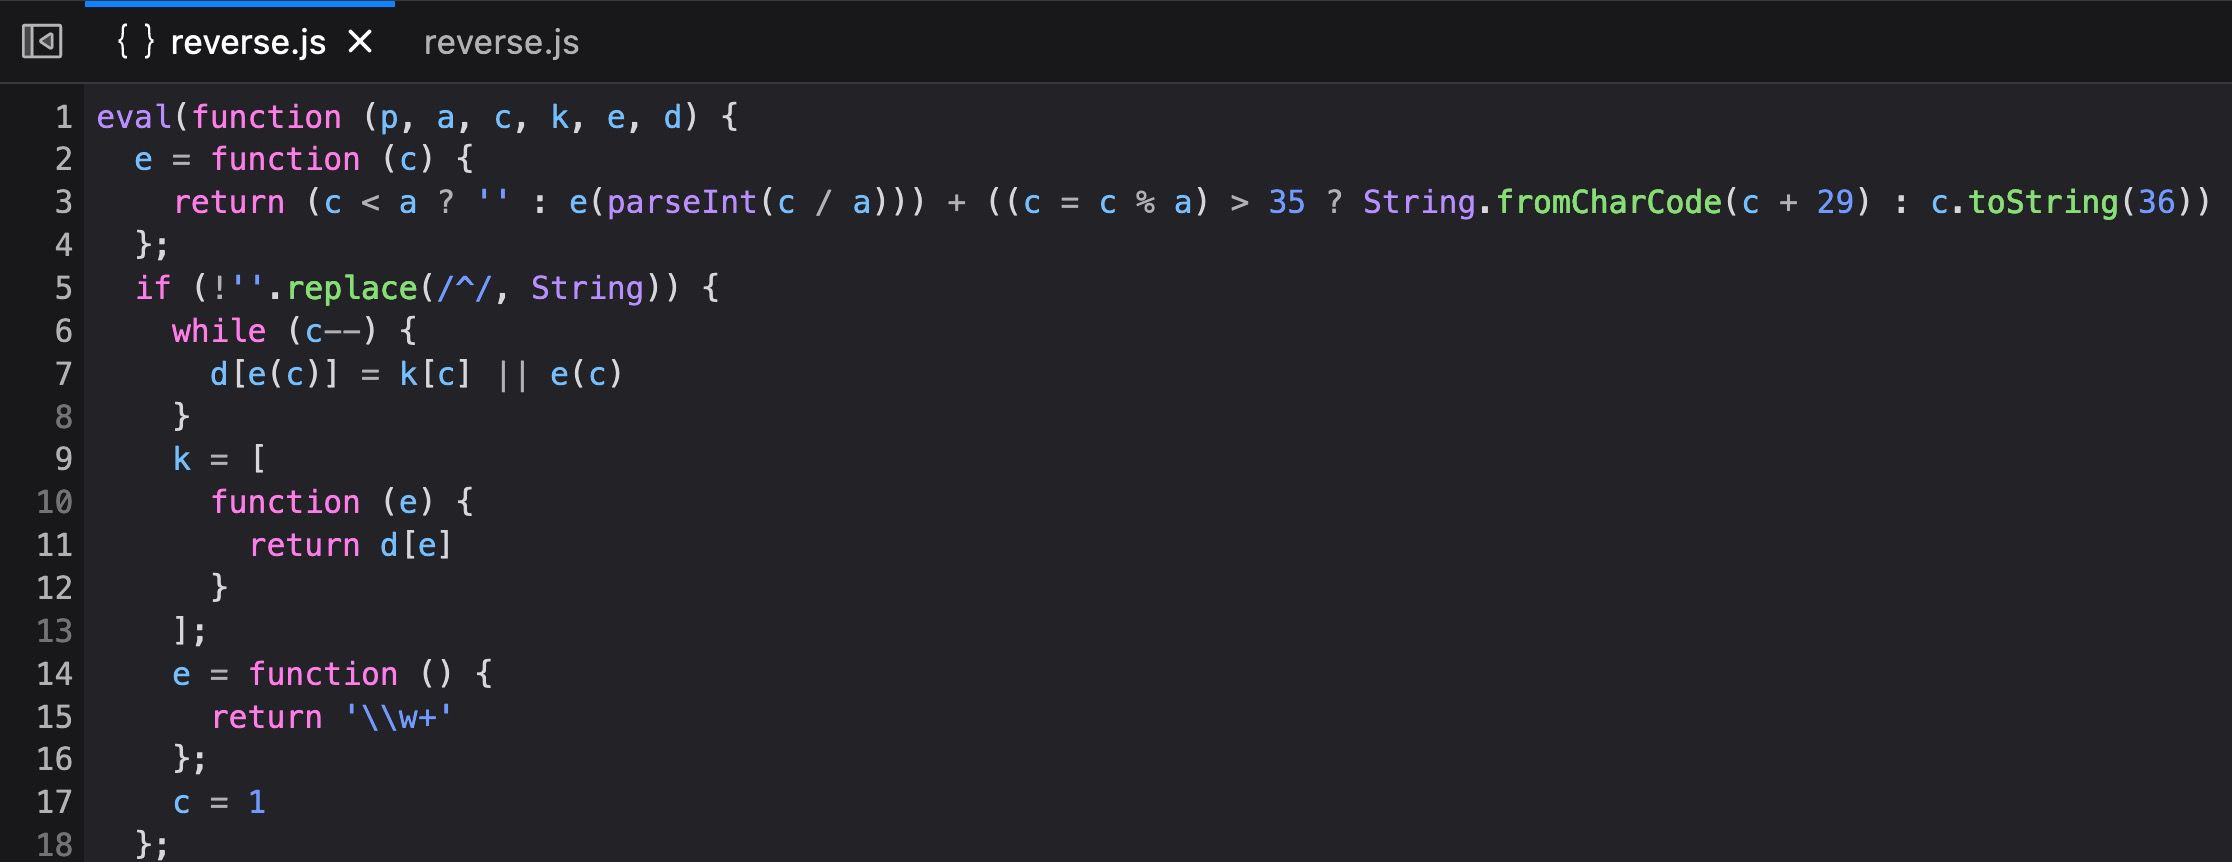 { } reverse.js × reverse.js
1 eval(function (p, a, c, k, e, d) {
2   e = function (c) {
3     return (c < a ? '' : e(parseInt(c / a))) + ((c = c % a) > 35 ? String.fromCharCode(c + 29) : c.toString(36))
4   };
5   if (!''.replace(/^/, String)) {
6     while (c--) {
7       d[e(c)] = k[c] || e(c)
8     }
9     k = [
10       function (e) {
11         return d[e]
12       }
13     ];
14     e = function () {
15       return '\\w+'
16     };
17     c = 1
18   };